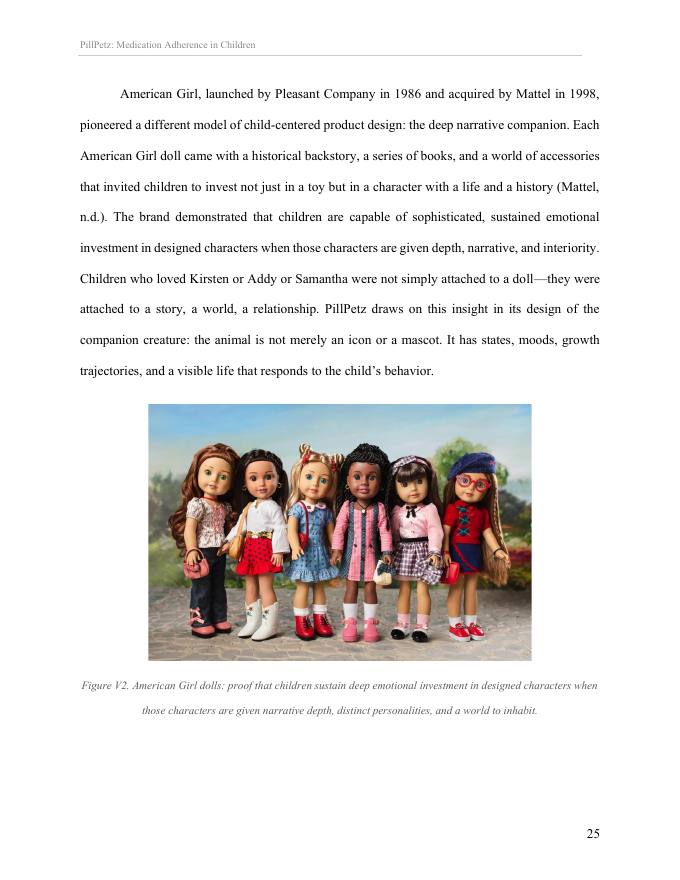 PillPetz: Medication Adherence in Children
American Girl, launched by Pleasant Company in 1986 and acquired by Mattel in 1998,
pioneered a different model of child-centered product design: the deep narrative companion. Each
American Girl doll came with a historical backstory, a series of books, and a world of accessories
that invited children to invest not just in a toy but in a character with a life and a history (Mattel,
n.d.). The brand demonstrated that children are capable of sophisticated, sustained emotional
investment in designed characters when those characters are given depth, narrative, and interiority.
Children who loved Kirsten or Addy or Samantha were not simply attached to a doll—they were
attached to a story, a world, a relationship. PillPetz draws on this insight in its design of the
companion creature: the animal is not merely an icon or a mascot. It has states, moods, growth
trajectories, and a visible life that responds to the child’s behavior.
Figure V2. American Girl dolls: proof that children sustain deep emotional investment in designed characters when
those characters are given narrative depth, distinct personalities, and a world to inhabit.
25